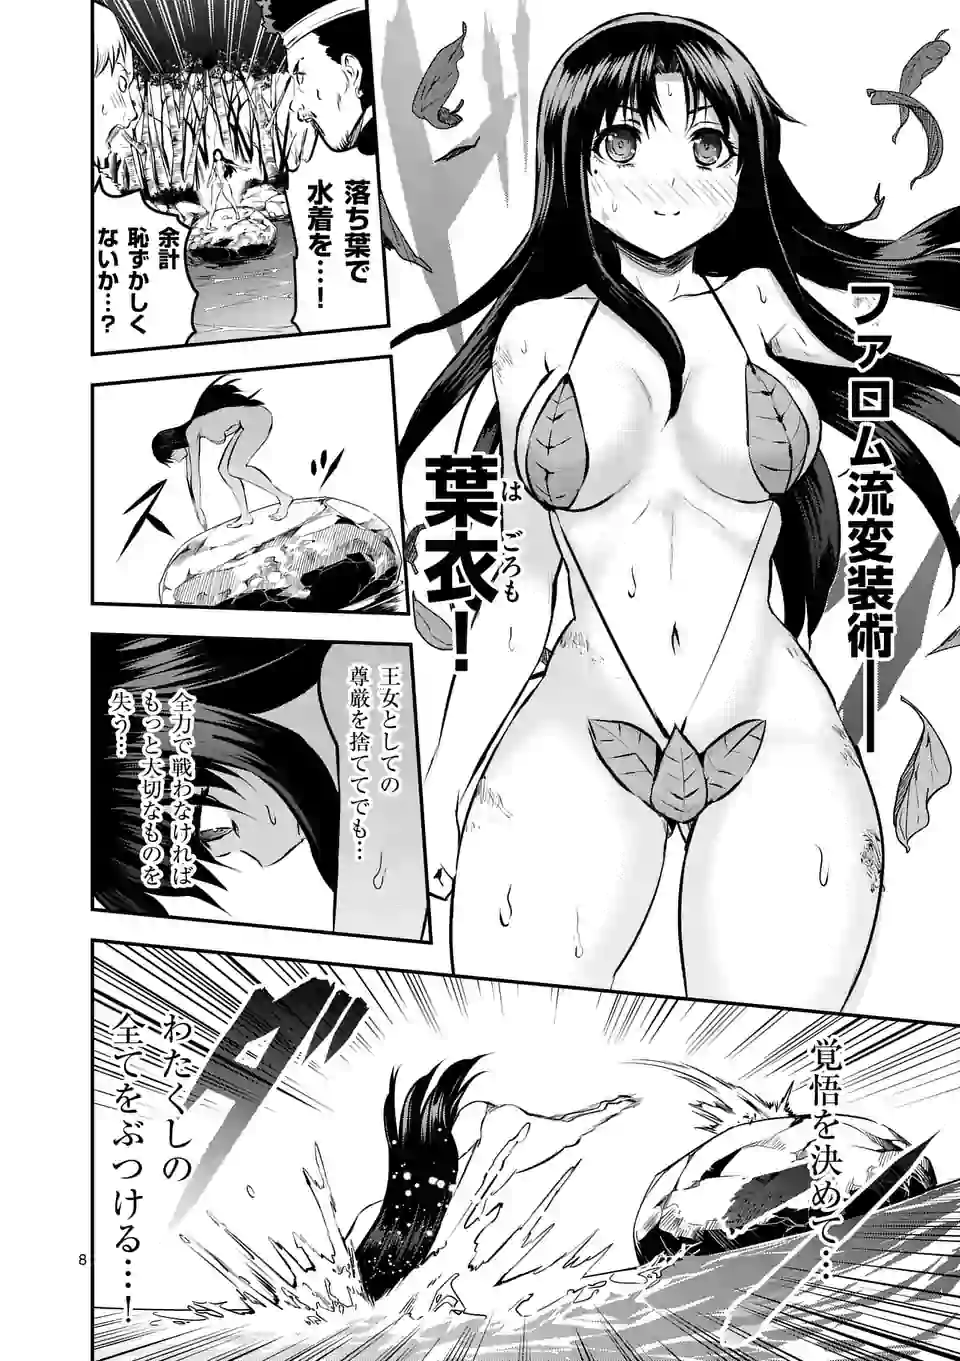 ファロム流変装術――
葉衣！
はごろも
落ち葉で
水着を…！
余計
恥ずかしく
ないか…？
王女としての
尊厳を捨ててでも…
全力で戦わなければ
もっと大切なものを
失う…
覚悟を決めて…
わたくしの
全てをぶつける…！
ダッ
8